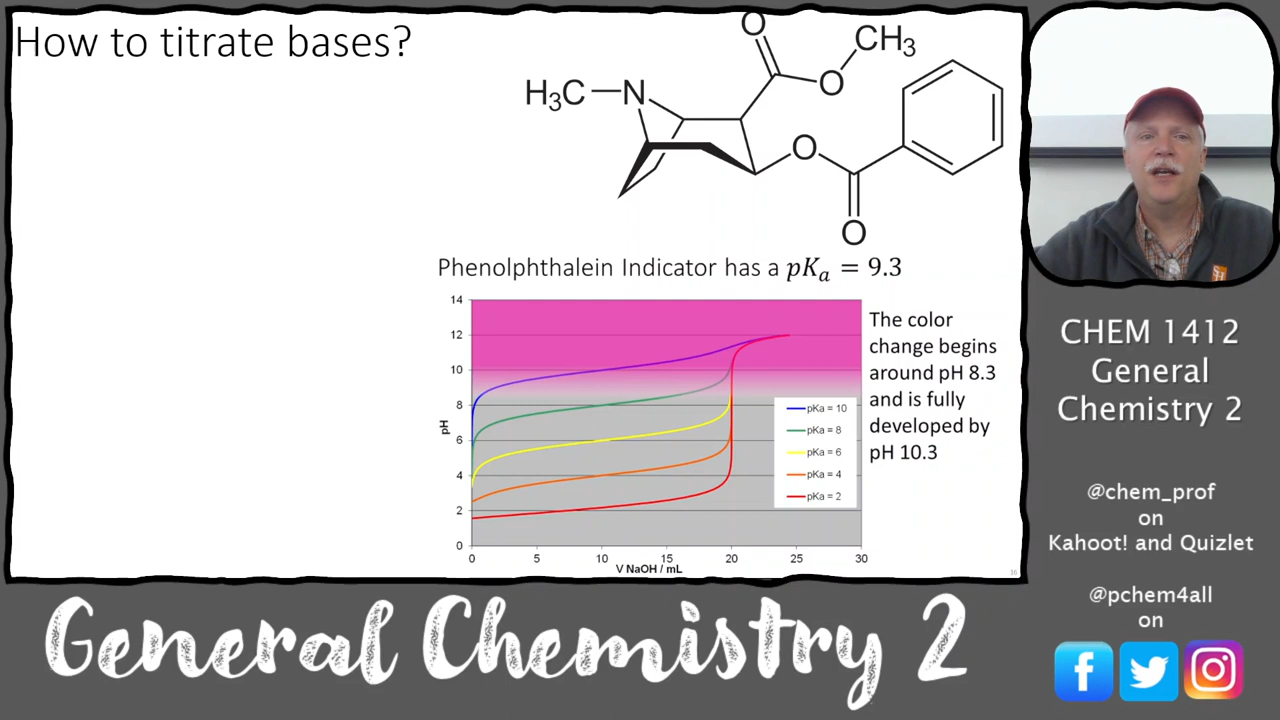 How to titrate bases?
O
CH₃
H₃C
N
O
O
O
Phenolphthalein Indicator has a pKₐ = 9.3
The color
change begins
around pH 8.3
and is fully
developed by
pH 10.3
14
12
10
8
6
4
2
0
pH
pKa = 10
pKa = 8
pKa = 6
pKa = 4
pKa = 2
0 5 10 15 20 25 30
V NaOH / mL
16
CHEM 1412
General
Chemistry 2
@chem_prof
on
Kahoot! and Quizlet
@pchem4all
on
General Chemistry 2